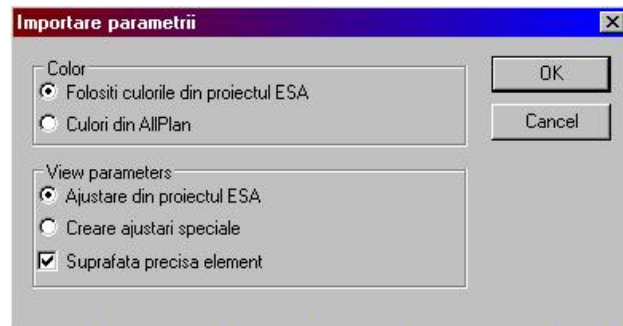 Importare parametrii
Color
Folositi culorile din proiectul ESA
Culori din AllPlan
OK
Cancel
View parameters
Ajustare din proiectul ESA
Creare ajustari speciale
Suprafata precisa element